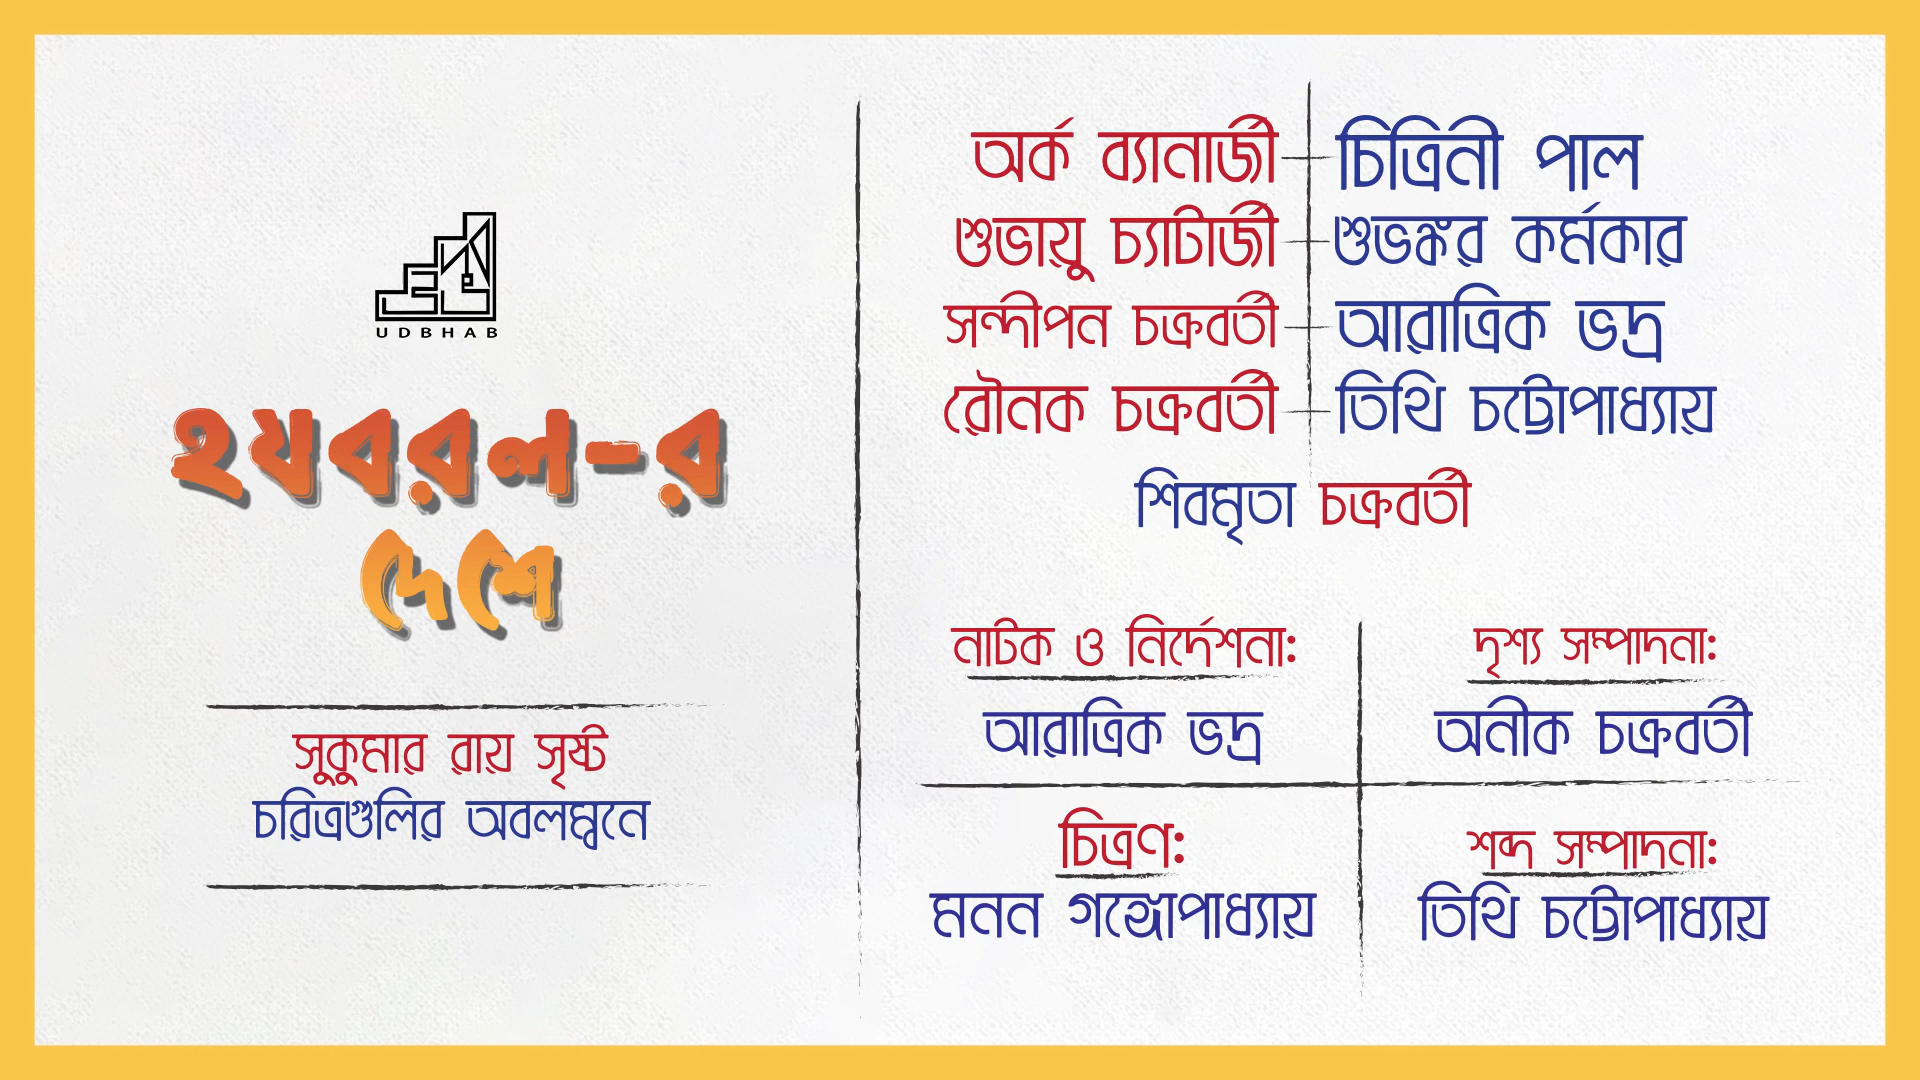 UDBHAB
হযবরল-র
দেশে
সুকুমার রায় সৃষ্ট
চরিত্রগুলির অবলম্বনে
অর্ক ব্যানার্জী চিত্রিনী পাল
শুভায়ু চ্যাটার্জী শুভঙ্কর কর্মকার
সন্দীপন চক্রবর্তী আরাত্রিক ভদ্র
রৌনক চক্রবর্তী তিথি চট্টোপাধ্যায়
শিবমৃতা চক্রবর্তী
নাটক ও নির্দেশনাঃ
আরাত্রিক ভদ্র
দৃশ্য সম্পাদনাঃ
অনীক চক্রবর্তী
চিত্রণঃ
মনন গঙ্গোপাধ্যায়
শব্দ সম্পাদনাঃ
তিথি চট্টোপাধ্যায়